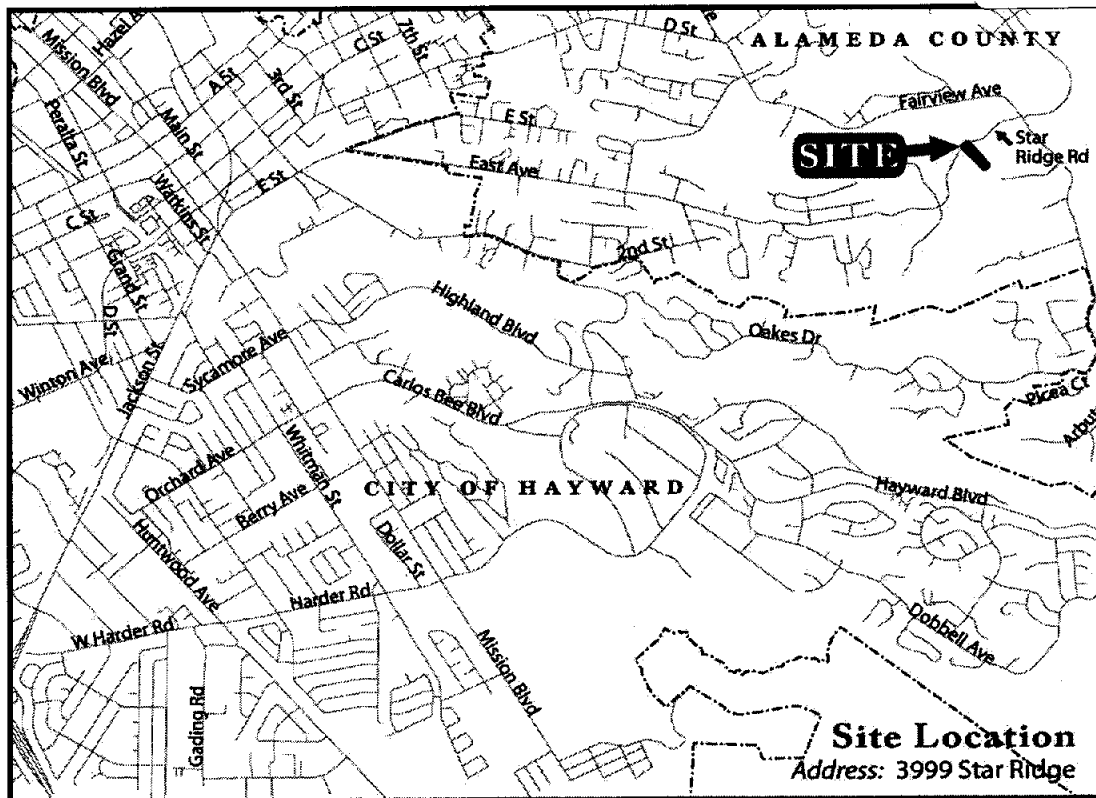 Hazel A
Mission Blvd
7th St
C St
D St
ALAMEDA COUNTY
A St
3rd St
Fairview Ave
Peralta St
Main St
E St
SITE
Star
Ridge Rd
East Ave
F St
Watkins St
C St
2nd St
Grand St
Highland Blvd
D St
Oakes Dr
Jackson St
Sycamore Ave
Winton Ave
Carlos Bee Blvd
Picea Ct
Arbut
Whitman St
Orchard Ave
CITY OF HAYWARD
Hayward Blvd
Berry Ave
Dollar St
Huntwood Ave
Harder Rd
W Harder Rd
Dobbell Ave
Mission Blvd
Gading Rd
Site Location
Address: 3999 Star Ridge